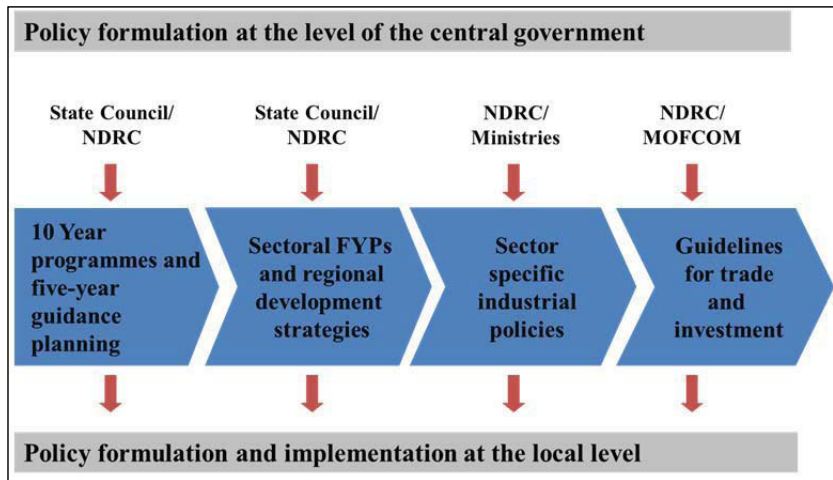 Policy formulation at the level of the central government
State Council/
NDRC
State Council/
NDRC
NDRC/
Ministries
NDRC/
MOFCOM
10 Year
programmes and
five-year
guidance
planning
Sectoral FYPs
and regional
development
strategies
Sector
specific
industrial
policies
Guidelines
for trade
and
investment
Policy formulation and implementation at the local level